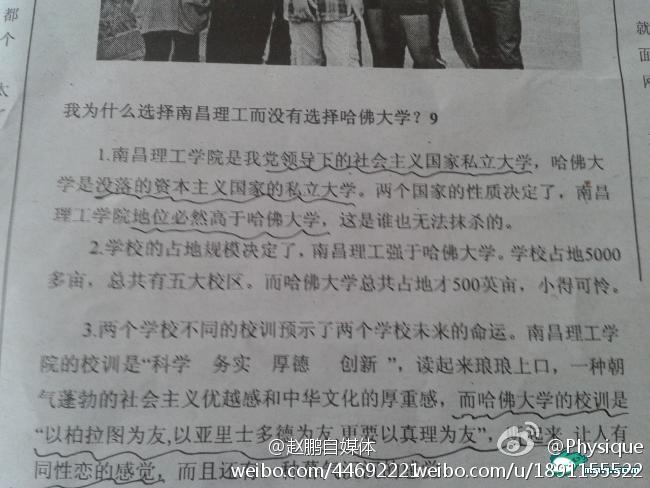 都
个
太
就
面
网
我为什么选择南昌理工而没有选择哈佛大学？9
1.南昌理工学院是我党领导下的社会主义国家私立大学，哈佛大
学是没落的资本主义国家的私立大学。两个国家的性质决定了，南昌
理工学院地位必然高于哈佛大学，这是谁也无法抹杀的。
2.学校的占地规模决定了，南昌理工强于哈佛大学。学校占地5000
多亩，总共有五大校区。而哈佛大学总共占地才500英亩，小得可怜。
3.两个学校不同的校训预示了两个学校未来的命运。南昌理工学
院的校训是“科学 务实 厚德 创新 ”，读起来琅琅上口，一种朝
气蓬勃的社会主义优越感和中华文化的厚重感，而哈佛大学的校训是
“以柏拉图为友,以亚里士多德为友,更要以真理为友”，起来,让人有
同性恋的感觉，而且还有一种
@赵鹏自媒体
@Physique
weibo.com/44692221
weibo.com/u/1891155522